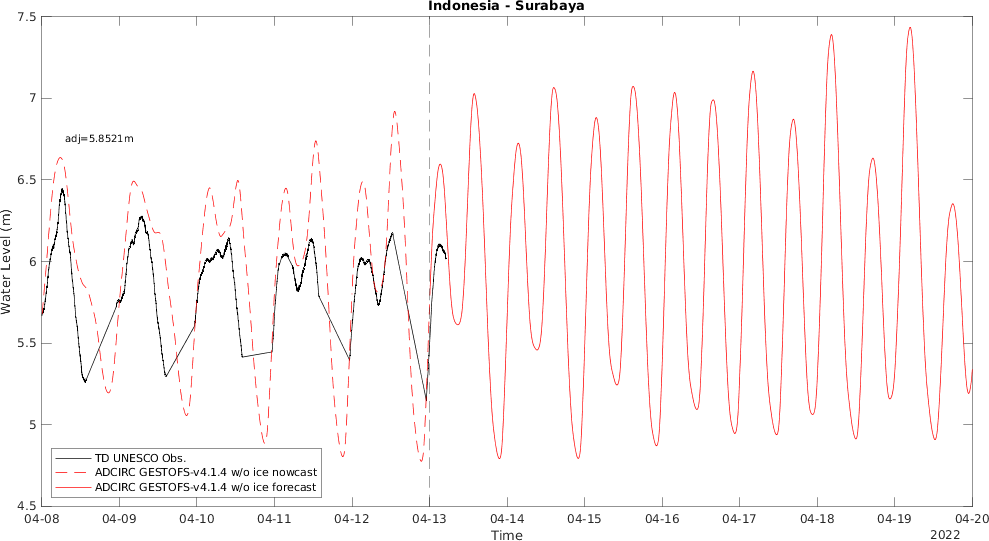 Indonesia - Surabaya
7.5
7
6.5
6
5.5
5
4.5
Water Level (m)
adj=5.8521m
TD UNESCO Obs.
ADCIRC GESTOFS-v4.1.4 w/o ice nowcast
ADCIRC GESTOFS-v4.1.4 w/o ice forecast
04-08 04-09 04-10 04-11 04-12 04-13 04-14 04-15 04-16 04-17 04-18 04-19 04-20
Time
2022